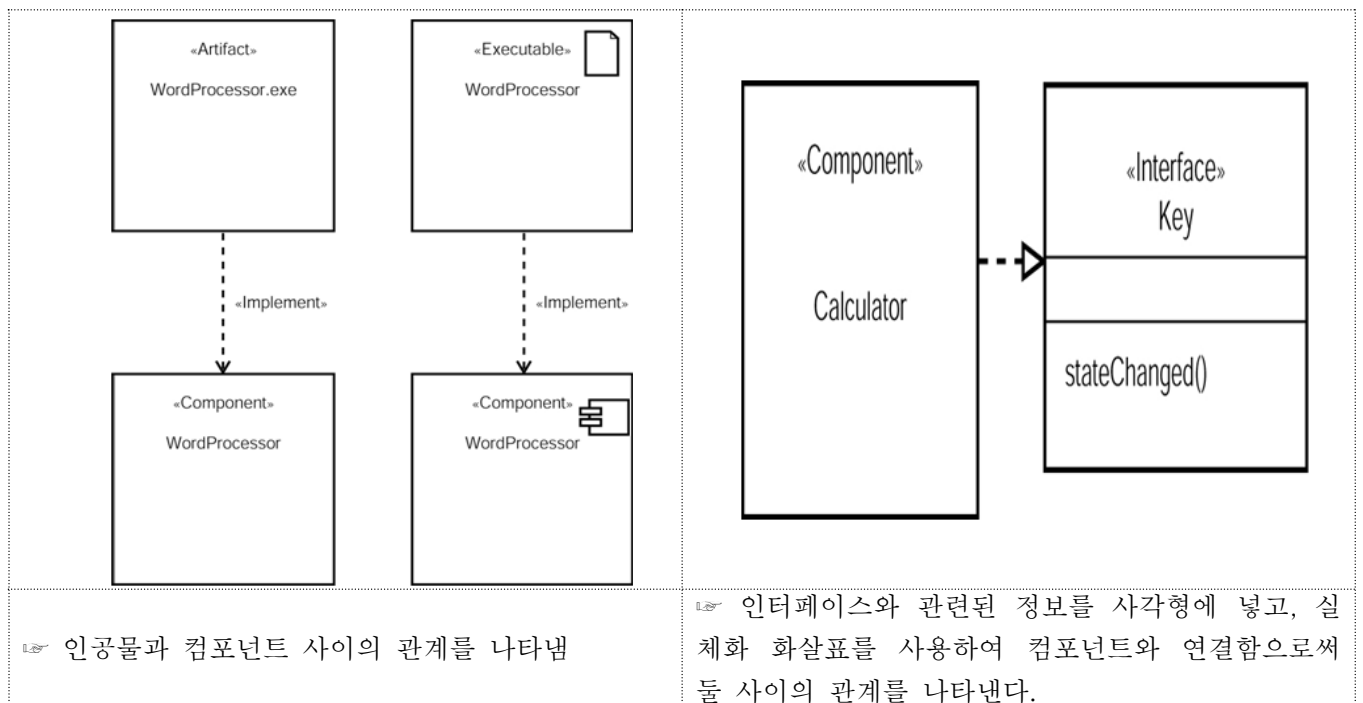 «Artifact»
WordProcessor.exe
«Implement»
«Component»
WordProcessor
«Executable»
WordProcessor
«Implement»
«Component»
WordProcessor
«Component»
Calculator
«Interface»
Key
stateChanged()
☞ 인공물과 컴포넌트 사이의 관계를 나타냄
☞ 인터페이스와 관련된 정보를 사각형에 넣고, 실
체화 화살표를 사용하여 컴포넌트와 연결함으로써
둘 사이의 관계를 나타낸다.